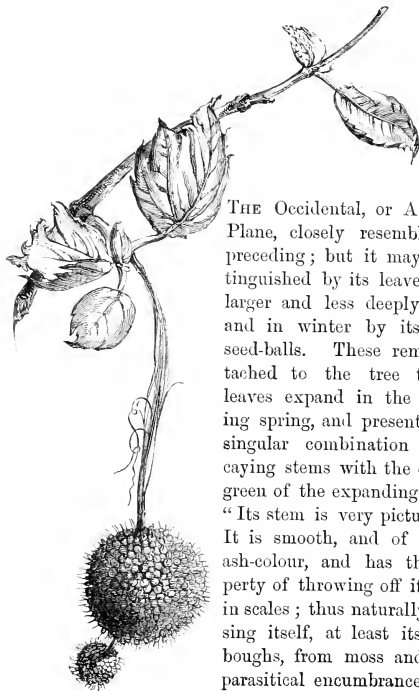 THE Occidental, or A
Plane, closely resembl
preceding; but it may
tinguished by its leave
larger and less deeply
and in winter by its
seed-balls. These rem
tached to the tree t
leaves expand in the
ing spring, and present
singular combination
caying stems with the
green of the expanding
“Its stem is very pictu
It is smooth, and of
ash-colour, and has th
perty of throwing off it
in scales; thus naturally
sing itself, at least its
boughs, from moss and
parasitical encumbrance